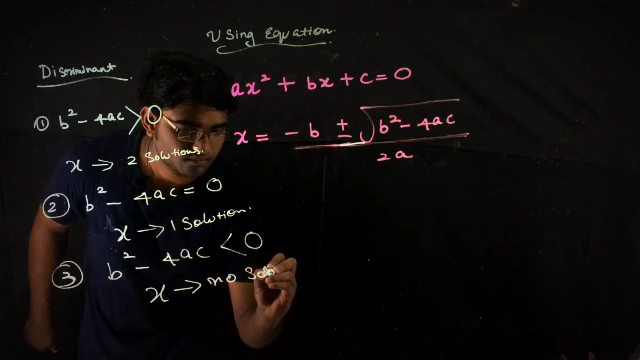 Using Equation
Discriminant
ax² + bx + c = 0
① b² - 4ac > 0
x = -b ± √(b² - 4ac) / 2a
x → 2 Solutions.
② b² - 4ac = 0
x → 1 Solution.
③ b² - 4ac < 0
x → no Solo